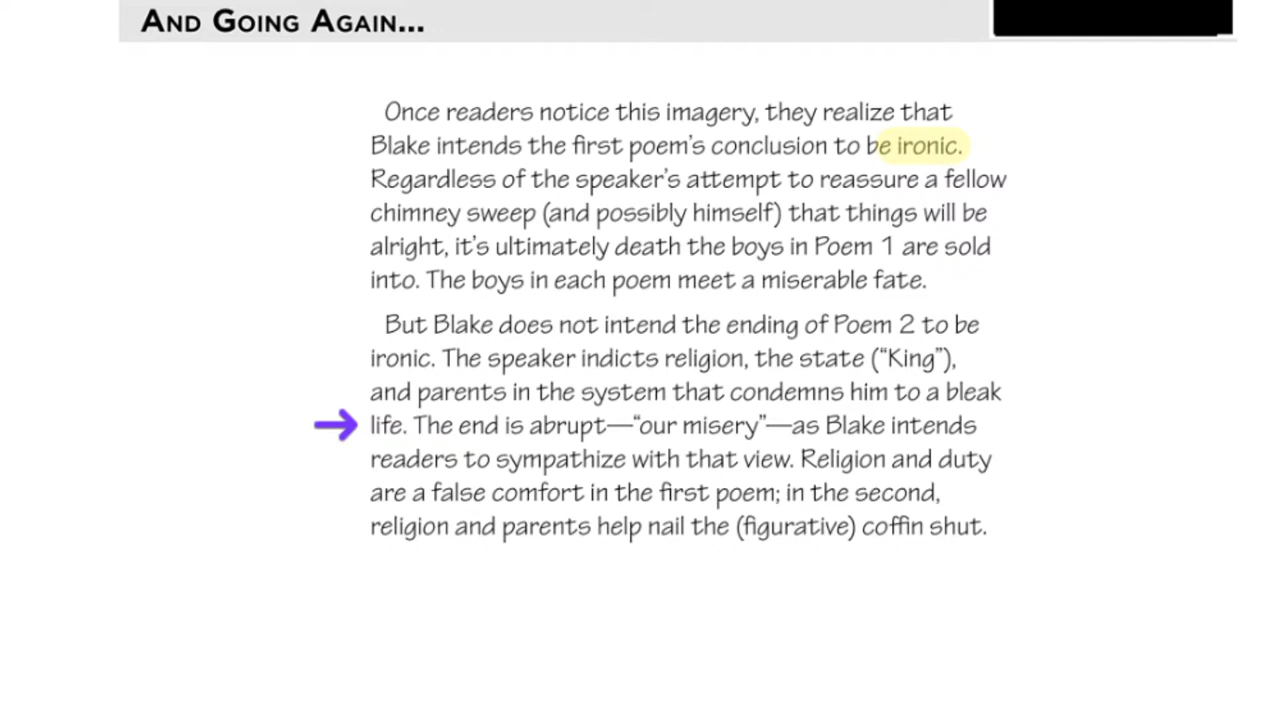 And Going Again...
Once readers notice this imagery, they realize that
Blake intends the first poem's conclusion to be ironic.
Regardless of the speaker's attempt to reassure a fellow
chimney sweep (and possibly himself) that things will be
alright, it's ultimately death the boys in Poem 1 are sold
into. The boys in each poem meet a miserable fate.
But Blake does not intend the ending of Poem 2 to be
ironic. The speaker indicts religion, the state (“King”),
and parents in the system that condemns him to a bleak
life. The end is abrupt—“our misery”—as Blake intends
readers to sympathize with that view. Religion and duty
are a false comfort in the first poem; in the second,
religion and parents help nail the (figurative) coffin shut.